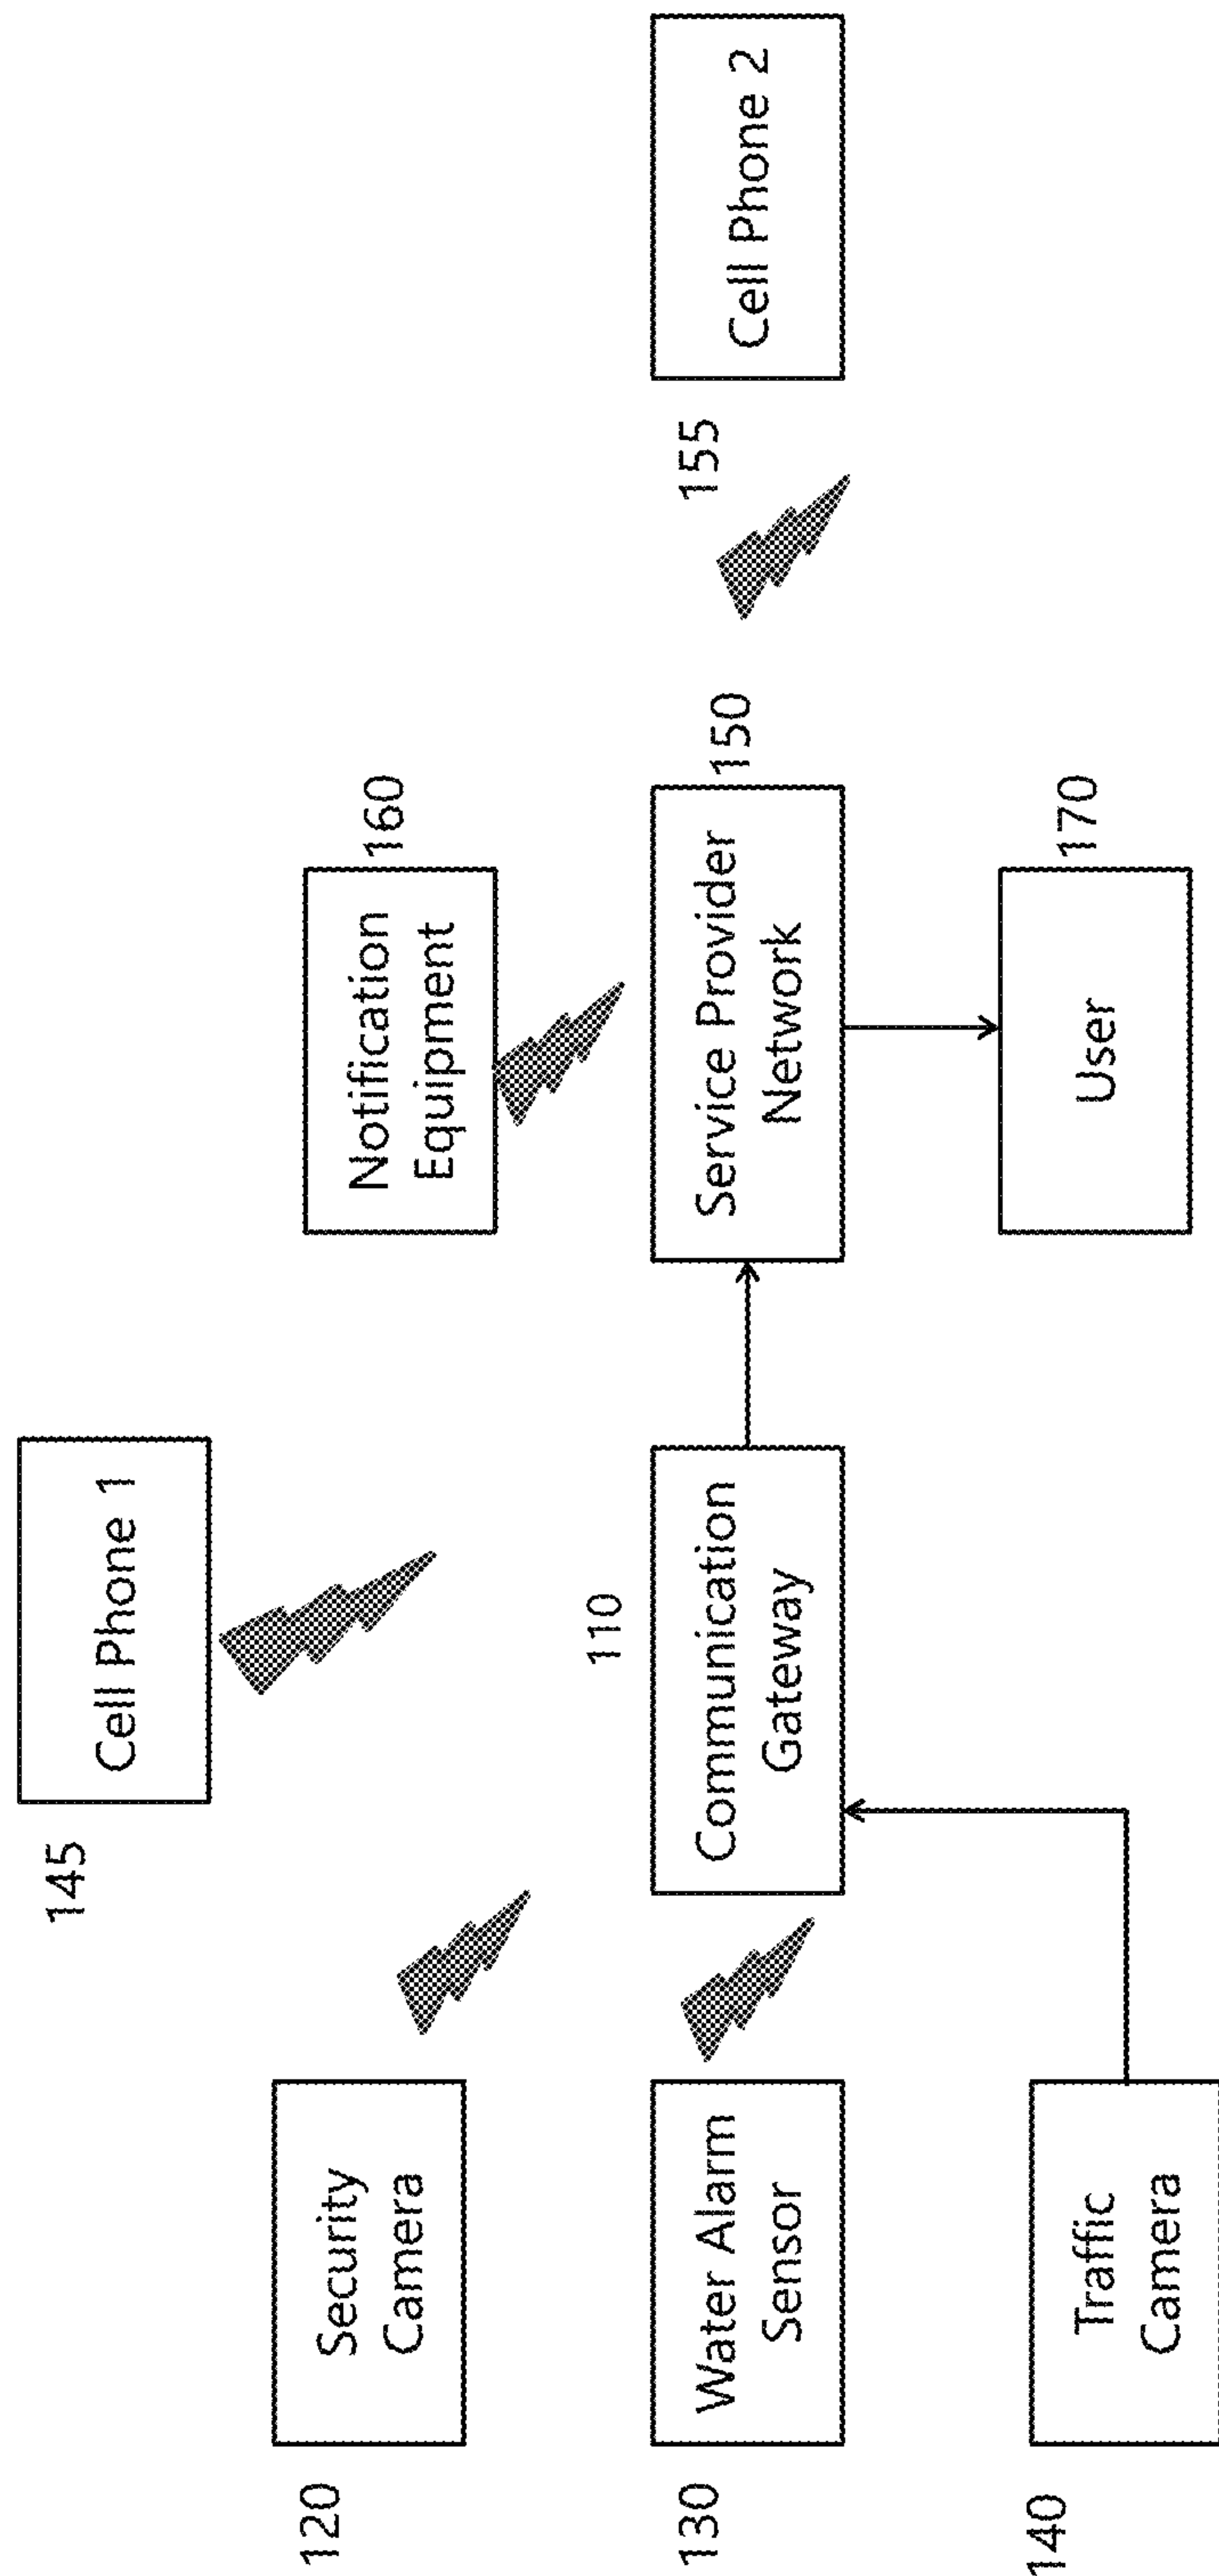 145
Cell Phone 1
120
Security
Camera
Notification
Equipment
160
110
130
Water Alarm
Sensor
Communication
Gateway
Service Provider
Network
150
155
Cell Phone 2
140
Traffic
Camera
User
170